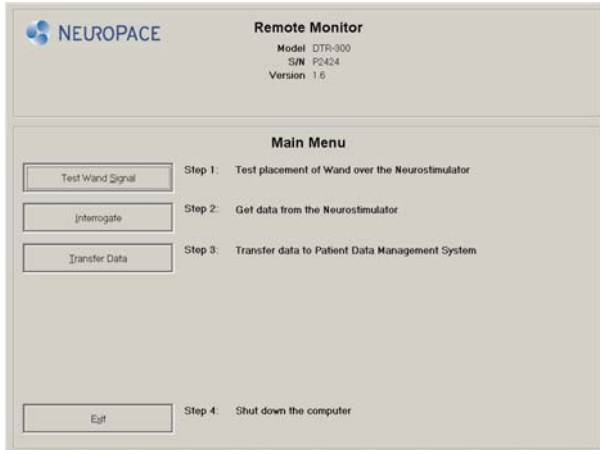 NEUROPACE
Remote Monitor
Model DTR-300
S/N P2424
Version 1.6
Main Menu
Test Wand Signal Step 1: Test placement of Wand over the Neurostimulator
Interrogate Step 2: Get data from the Neurostimulator
Transfer Data Step 3: Transfer data to Patient Data Management System
Exit Step 4: Shut down the computer